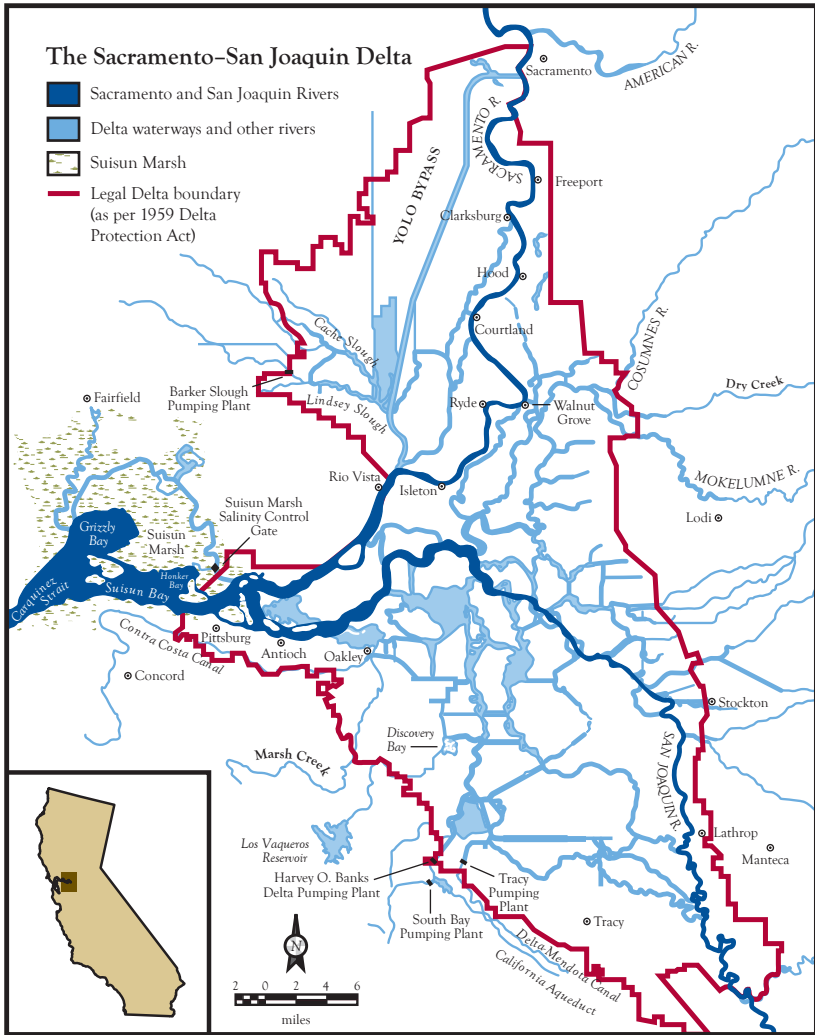 The Sacramento–San Joaquin Delta
Sacramento and San Joaquin Rivers
Delta waterways and other rivers
Suisun Marsh
Legal Delta boundary
(as per 1959 Delta
Protection Act)
Sacramento
AMERICAN R.
SACRAMENTO R.
YOLO BYPASS
Freeport
Clarksburg
Hood
Courtland
COSUMNES R.
Cache Slough
Barker Slough
Pumping Plant
Lindsey Slough
Dry Creek
Fairfield
Ryde
Walnut
Grove
MOKELUMNE R.
Rio Vista
Isleton
Lodi
Suisun Marsh
Salinity Control
Gate
Grizzly
Bay
Suisun
Marsh
Honker
Bay
Carquinez
Strait
Suisun Bay
Pittsburg
Antioch
Oakley
Contra Costa Canal
Concord
Stockton
Discovery
Bay
Marsh Creek
SAN JOAQUIN R.
Los Vaqueros
Reservoir
Lathrop
Manteca
Harvey O. Banks
Delta Pumping Plant
Tracy
Pumping
Plant
South Bay
Pumping Plant
Tracy
Delta-Mendota Canal
California Aqueduct
N
2 0 2 4 6
miles